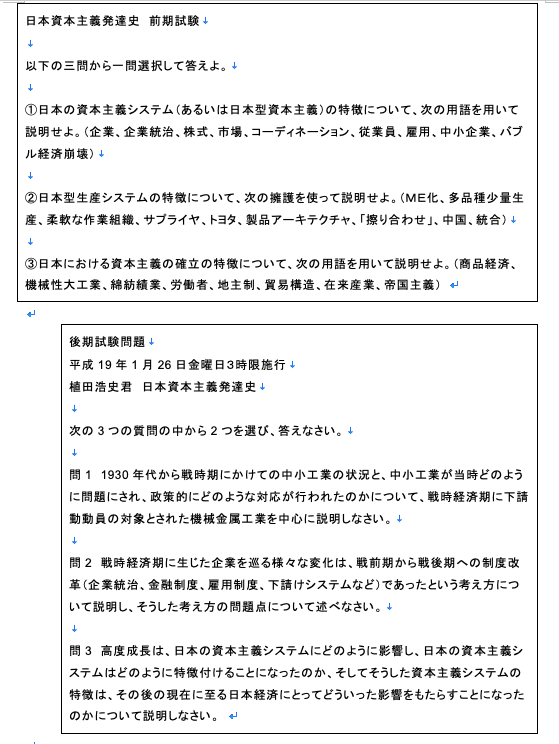 日本資本主義発達史　前期試験↓
↓
以下の三問から一問選択して答えよ。↓
↓
①日本の資本主義システム（あるいは日本型資本主義）の特徴について、次の用語を用いて
説明せよ。（企業、企業統治、株式、市場、コーディネーション、従業員、雇用、中小企業、バブ
ル経済崩壊）↓
↓
②日本型生産システムの特徴について、次の擁護を使って説明せよ。（ＭＥ化、多品種少量生
産、柔軟な作業組織、サプライヤ、トヨタ、製品アーキテクチャ、「擦り合わせ」、中国、統合）↓
↓
③日本における資本主義の確立の特徴について、次の用語を用いて説明せよ。（商品経済、
機械性大工業、綿紡績業、労働者、地主制、貿易構造、在来産業、帝国主義）↵
↵
後期試験問題↓
平成 19 年 1 月 26 日金曜日３時限施行↓
植田浩史君　日本資本主義発達史↓
↓
次の 3 つの質問の中から 2 つを選び、答えなさい。↓
↓
問 1　1930 年代から戦時期にかけての中小工業の状況と、中小工業が当時どのよう
に問題にされ、政策的にどのような対応が行われたのかについて、戦時経済期に下請
動動員の対象とされた機械金属工業を中心に説明しなさい。↓
↓
問 2　戦時経済期に生じた企業を巡る様々な変化は、戦前期から戦後期への制度改
革（企業統治、金融制度、雇用制度、下請けシステムなど）であったという考え方につ
いて説明し、そうした考え方の問題点について述べなさい。↓
↓
問 3　高度成長は、日本の資本主義システムにどのように影響し、日本の資本主義シ
ステムはどのように特徴付けることになったのか、そしてそうした資本主義システムの
特徴は、その後の現在に至る日本経済にとってどういった影響をもたらすことになった
のかについて説明しなさい。↵